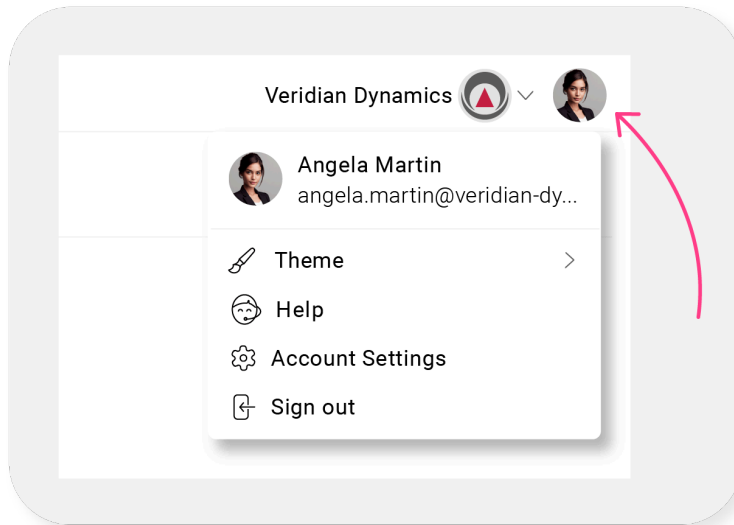 Veridian Dynamics
Angela Martin
angela.martin@veridian-dy...
Theme
Help
Account Settings
Sign out